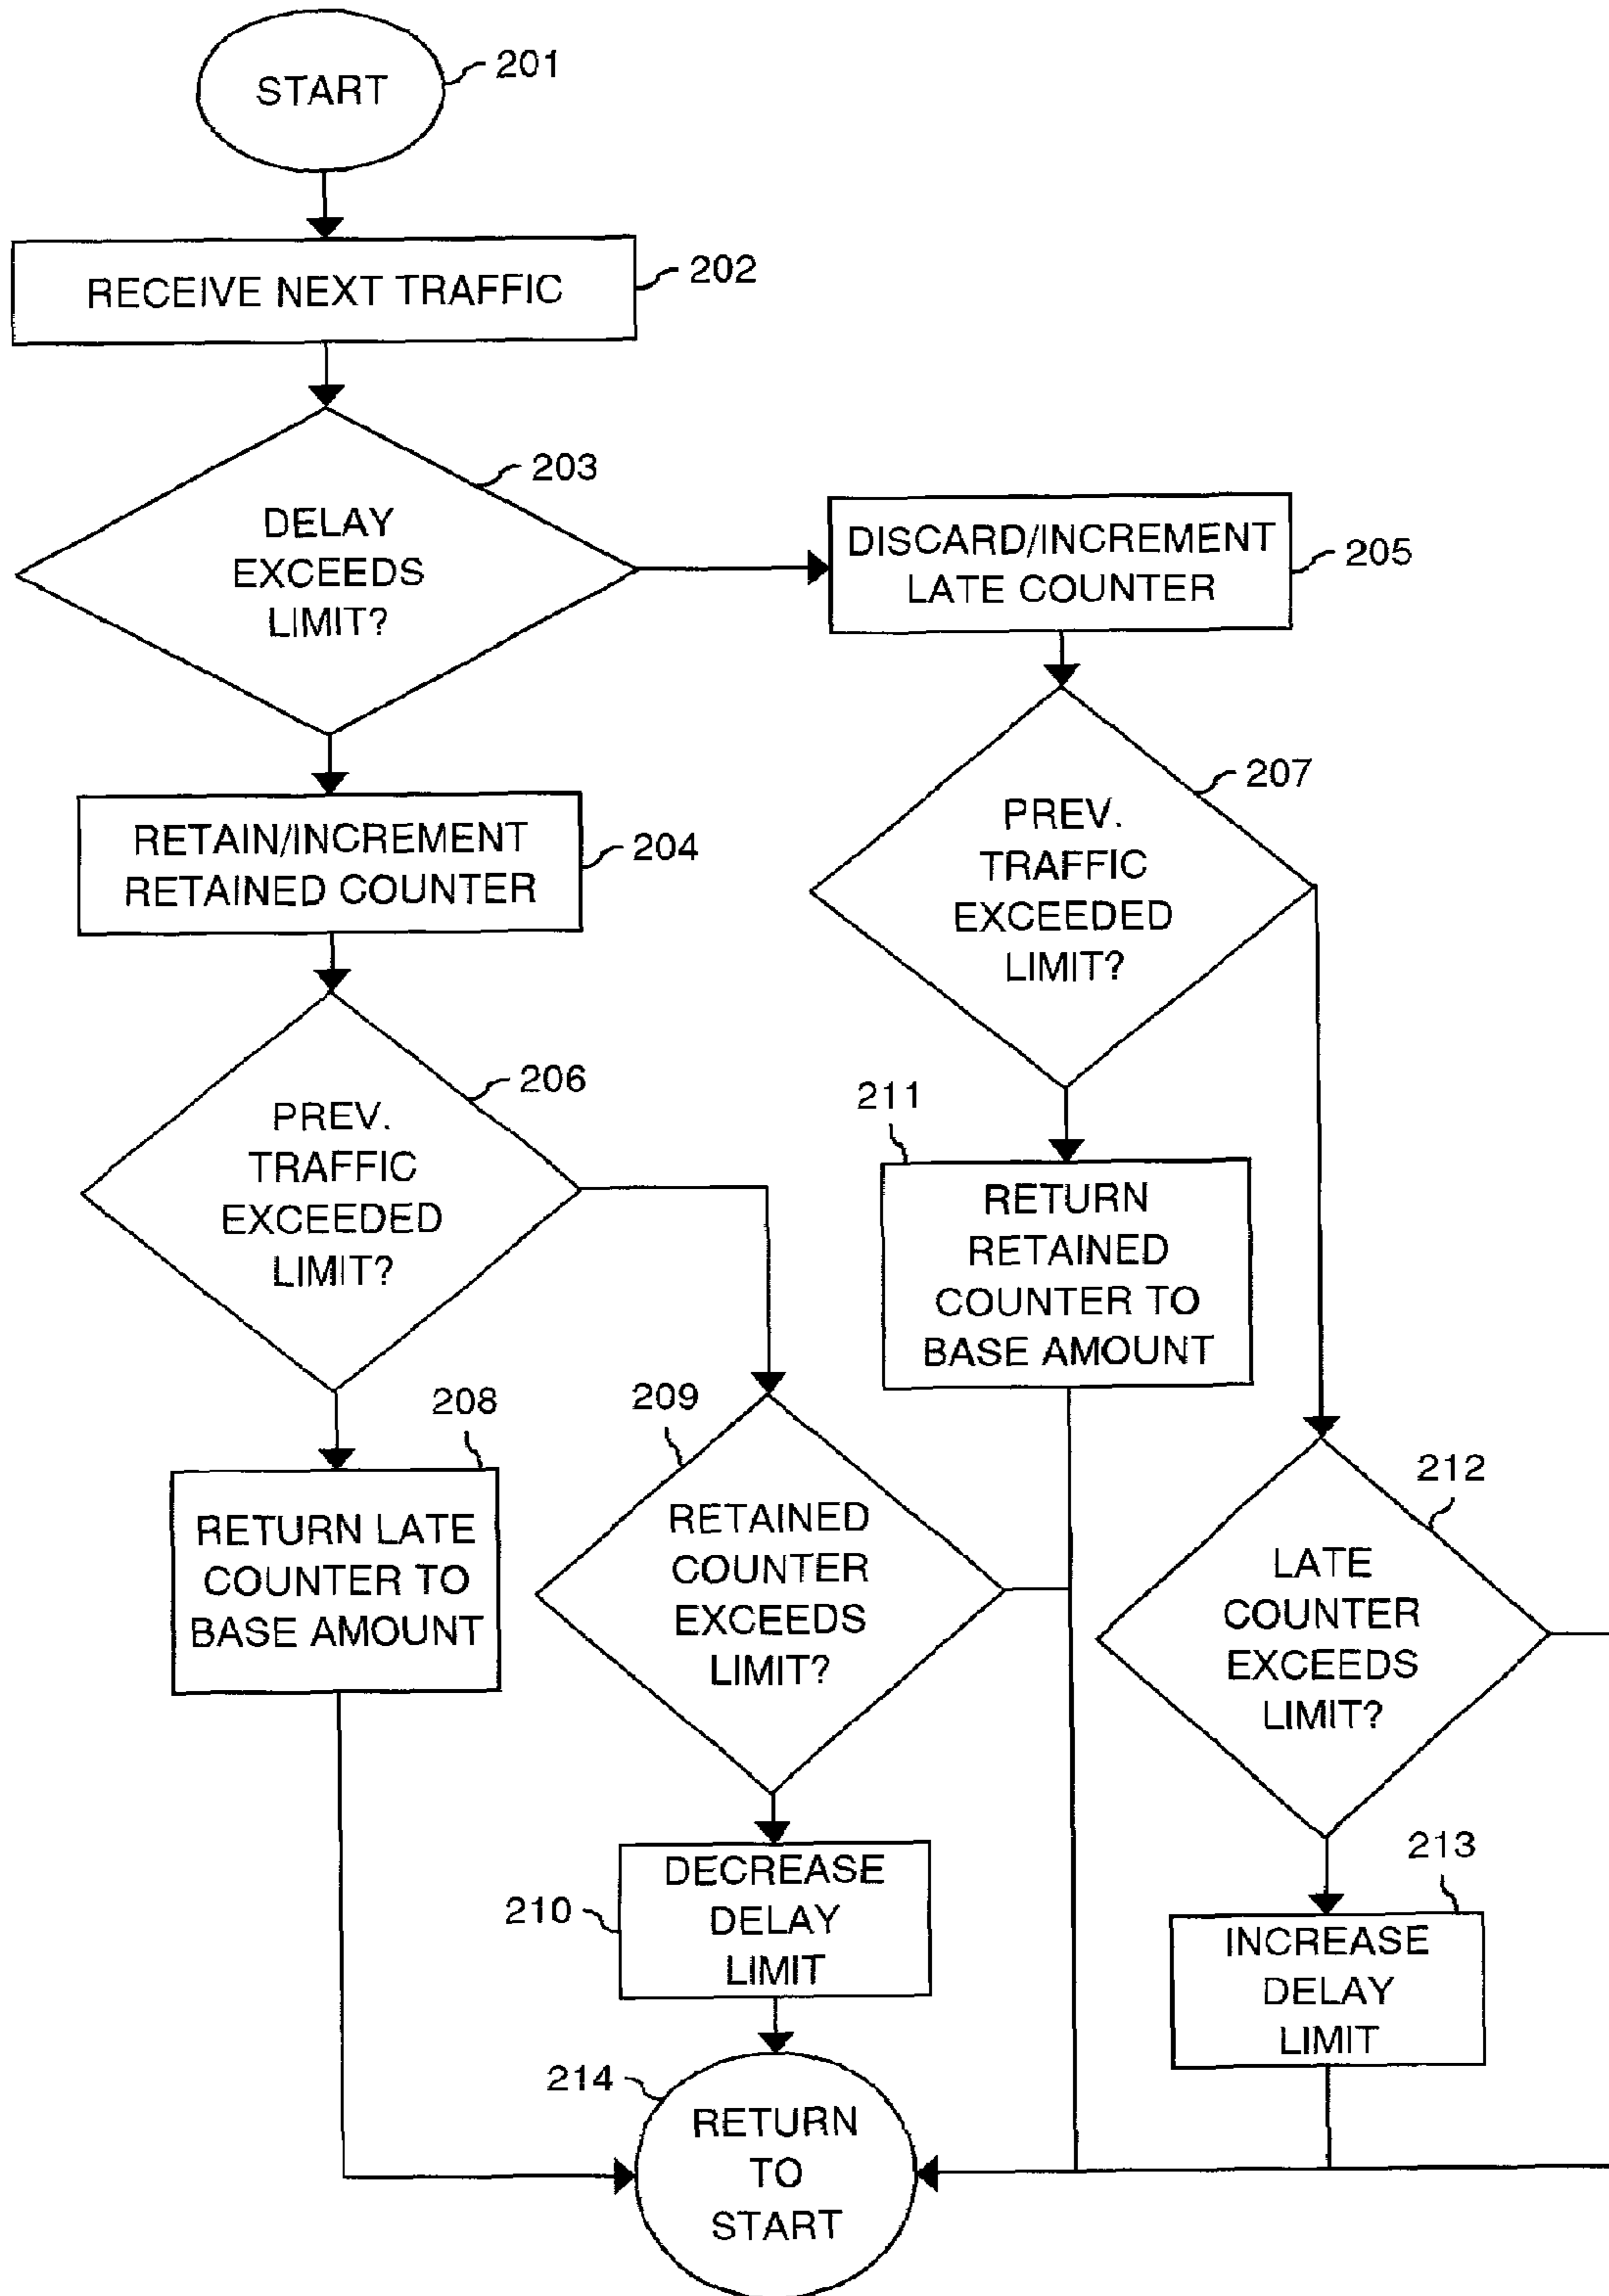 START
201
RECEIVE NEXT TRAFFIC
202
DELAY
EXCEEDS
LIMIT?
203
DISCARD/INCREMENT
LATE COUNTER
205
RETAIN/INCREMENT
RETAINED COUNTER
204
PREV.
TRAFFIC
EXCEEDED
LIMIT?
207
PREV.
TRAFFIC
EXCEEDED
LIMIT?
206
211
RETURN
RETAINED
COUNTER TO
BASE AMOUNT
208
RETURN LATE
COUNTER TO
BASE AMOUNT
209
RETAINED
COUNTER
EXCEEDS
LIMIT?
212
LATE
COUNTER
EXCEEDS
LIMIT?
210
DECREASE
DELAY
LIMIT
213
INCREASE
DELAY
LIMIT
214
RETURN
TO
START